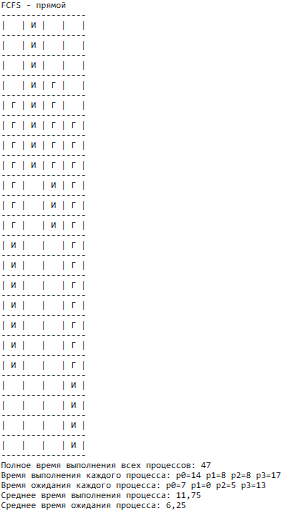 FCFS - прямой
-----------------
|   | И |   |   |
-----------------
|   | И |   |   |
-----------------
|   | И |   |   |
-----------------
|   | И | Г |   |
-----------------
| Г | И | Г |   |
-----------------
| Г | И | Г | Г |
-----------------
| Г | И | Г | Г |
-----------------
| Г | И | Г | Г |
-----------------
| Г |   | И | Г |
-----------------
| Г |   | И | Г |
-----------------
| Г |   | И | Г |
-----------------
| И |   |   | Г |
-----------------
| И |   |   | Г |
-----------------
| И |   |   | Г |
-----------------
| И |   |   | Г |
-----------------
| И |   |   | Г |
-----------------
| И |   |   | Г |
-----------------
| И |   |   | Г |
-----------------
|   |   |   | И |
-----------------
|   |   |   | И |
-----------------
|   |   |   | И |
-----------------
|   |   |   | И |
-----------------
Полное время выполнения всех процессов: 47
Время выполнения каждого процесса: p0=14 p1=8 p2=8 p3=17
Время ожидания каждого процесса: p0=7 p1=0 p2=5 p3=13
Среднее время выполнения процесса: 11,75
Среднее время ожидания процесса: 6,25